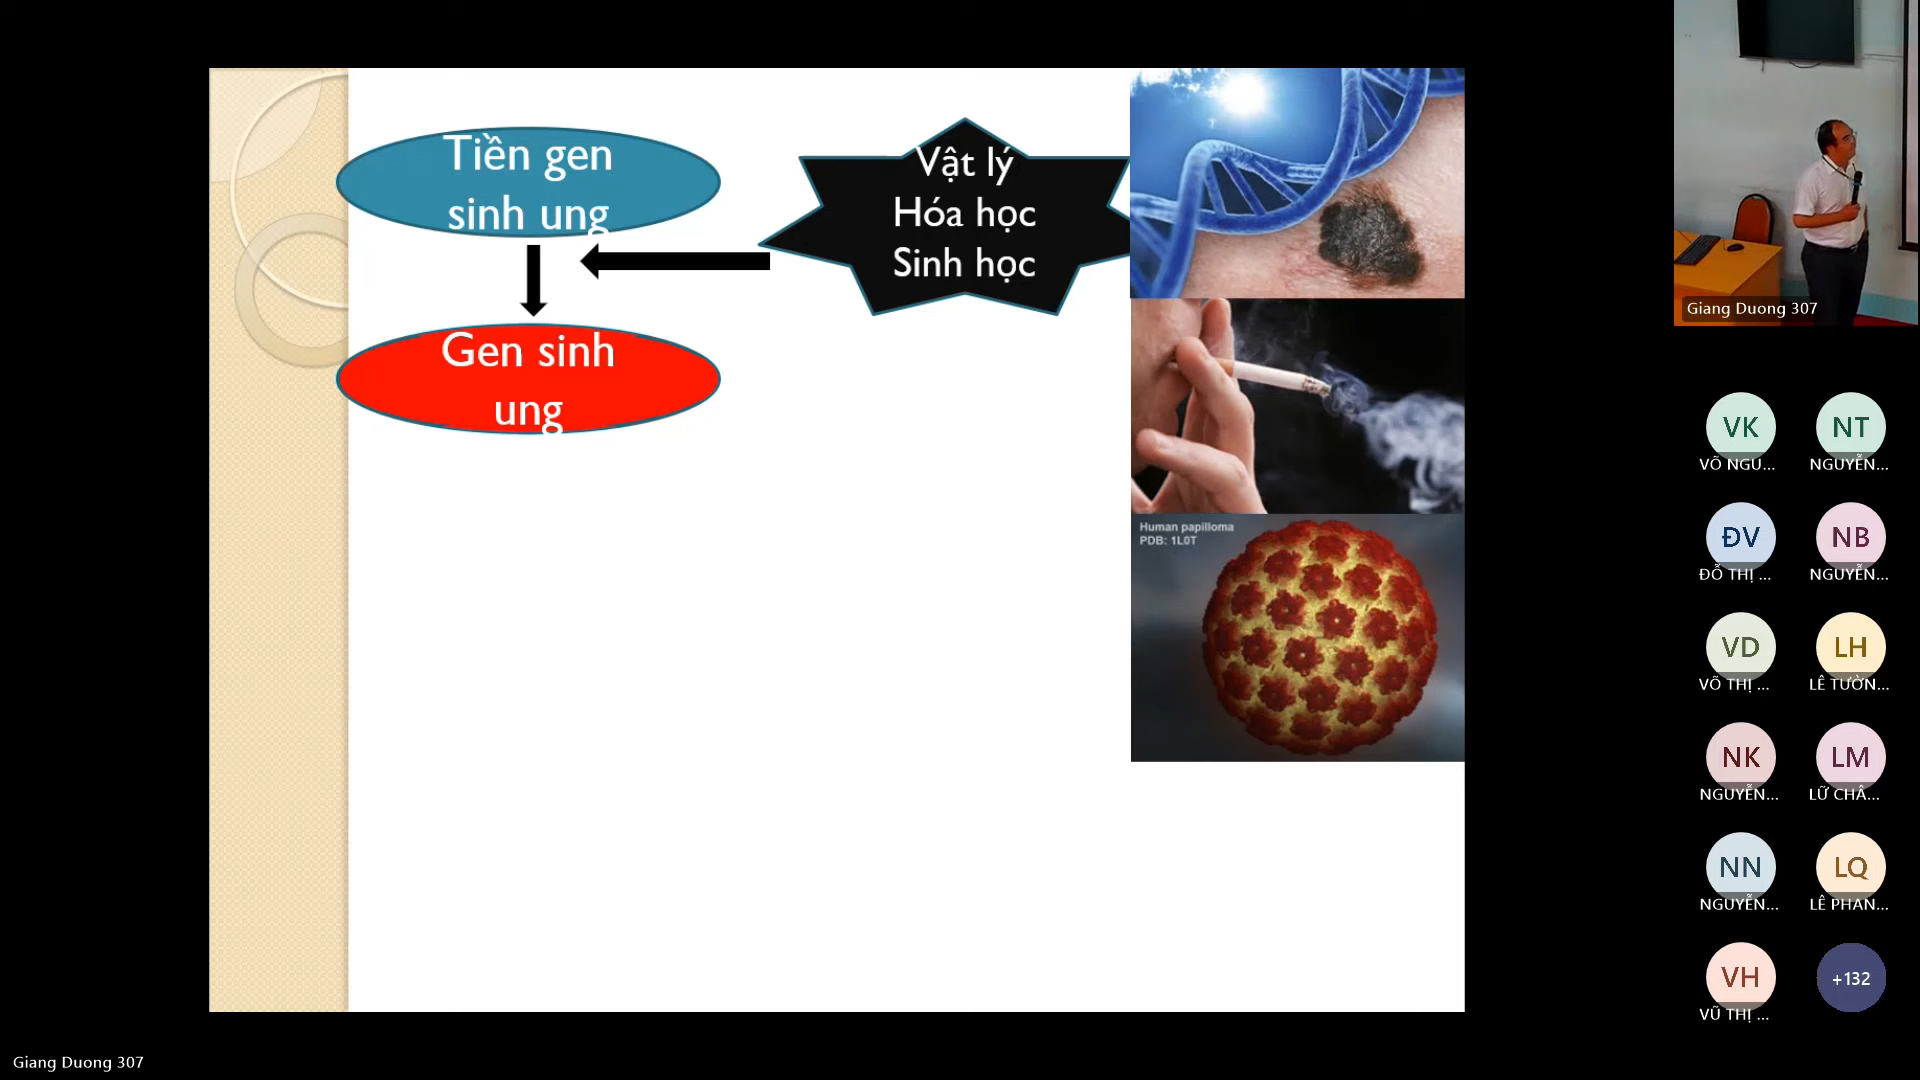 Tiền gen
sinh ung
Vật lý
Hóa học
Sinh học
Gen sinh
ung
Human papilloma
PDB: 1L0T
Giang Duong 307
VK
VÕ NGU...
NT
NGUYỄN...
ĐV
ĐỖ THỊ ...
NB
NGUYỄN...
VD
VÕ THỊ ...
LH
LÊ TƯỜN...
NK
NGUYỄN...
LM
LỮ CHÂ...
NN
NGUYỄN...
LQ
LÊ PHAN...
VH
VŨ THỊ ...
+132
Giang Duong 307